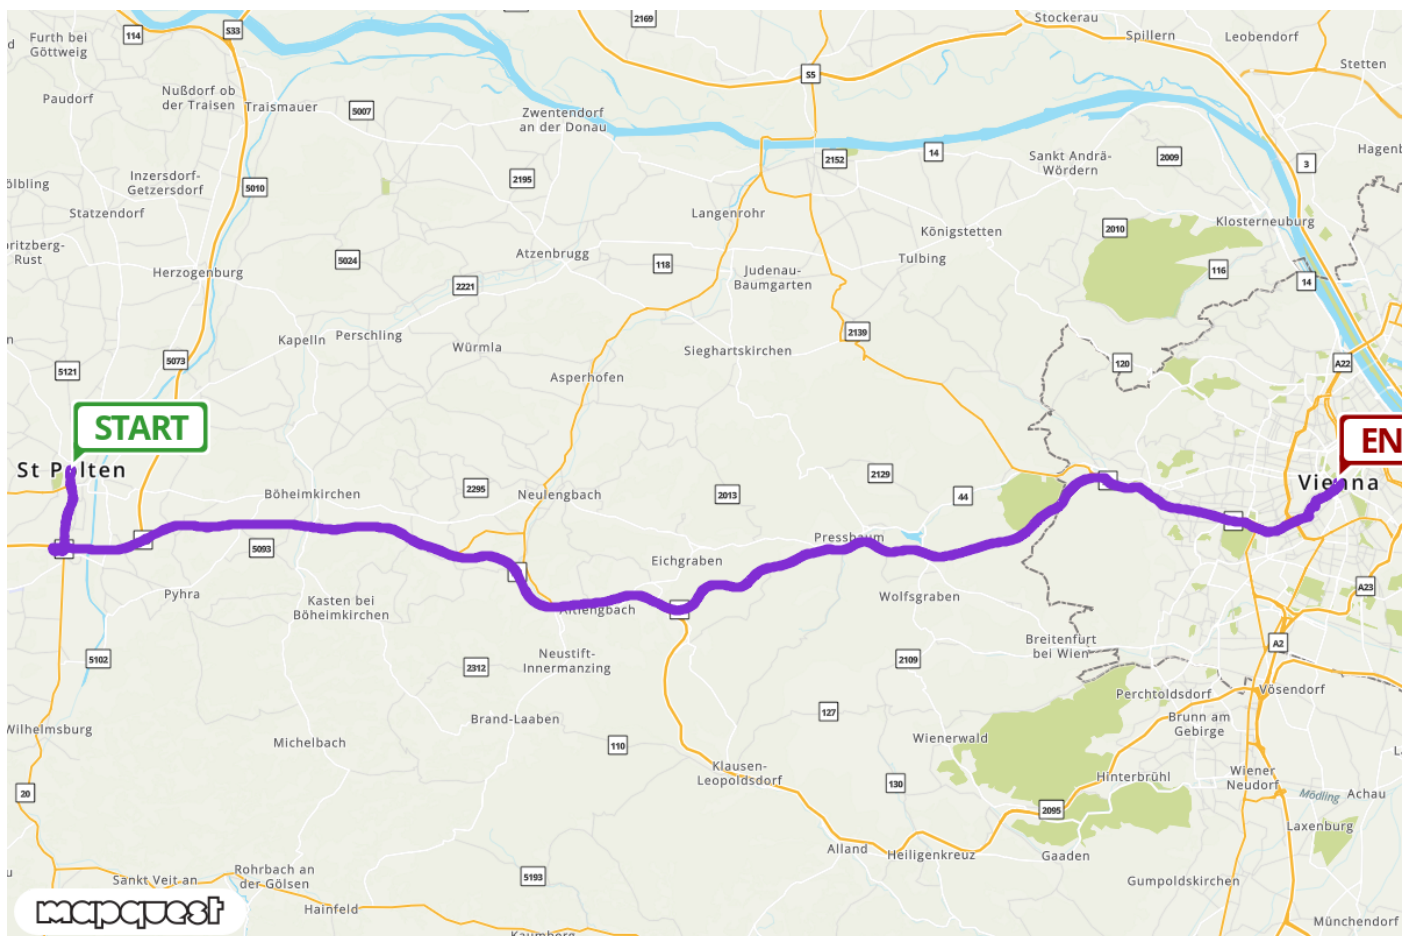 Furth bei
Göttweig
114
S33
2169
Stockerau
Spillern
Leobendorf
Stetten
S5
Paudorf
Nußdorf ob
der Traisen
Traismauer
5007
Zwentendorf
an der Donau
2152
14
Sankt Andrä-
Wördern
2009
3
Inzersdorf-
Getzersdorf
5010
2195
Statzendorf
Langenrohr
Königstetten
2010
Klosterneuburg
Rust
Herzogenburg
5024
Atzenbrugg
118
Judenau-
Baumgarten
Tulbing
116
14
2221
Kapelln
Perschling
Würmla
Sieghartskirchen
2139
5121
5073
Asperhofen
120
A22
START
EN
St Pölten
Böheimkirchen
2295
Neulengbach
2013
2129
44
Vienna
5093
Pressbaum
Eichgraben
Pyhra
Kasten bei
Böheimkirchen
Altlengbach
Wolfsgraben
A23
5102
2312
Neustift-
Innermanzing
2109
Breitenfurt
bei Wien
A2
Perchtoldsdorf
Vösendorf
Wilhelmsburg
Michelbach
Brand-Laaben
110
127
Wienerwald
Brunn am
Gebirge
20
Klausen-
Leopoldsdorf
130
2095
Hinterbrühl
Wiener
Neudorf
Mödling
Achau
Laxenburg
Alland
Heiligenkreuz
Gaaden
Gumpoldskirchen
Sankt Veit an
Rohrbach an
der Gölsen
5193
Hainfeld
Münchendorf
mapquest